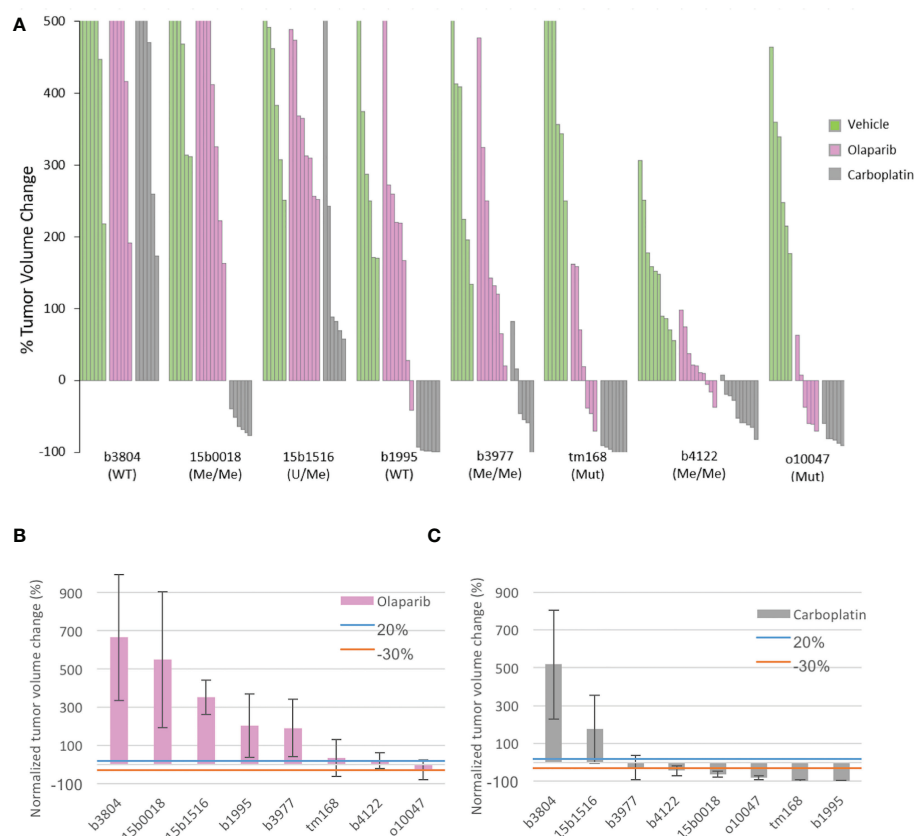 A
500
400
300
200
100
0
-100
% Tumor Volume Change
Vehicle
Olaparib
Carboplatin
b3804 15b0018 15b1516 b1995 b3977 tm168 b4122 o10047
(WT) (Me/Me) (U/Me) (WT) (Me/Me) (Mut) (Me/Me) (Mut)
B
Normalized tumor volume change (%)
900
700
500
300
100
-100
Olaparib
20%
-30%
b3804 15b0018 15b1516 b1995 b3977 tm168 b4122 o10047
C
Normalized tumor volume change (%)
900
700
500
300
100
-100
Carboplatin
20%
-30%
b3804 15b1516 b3977 b4122 15b0018 o10047 tm168 b1995